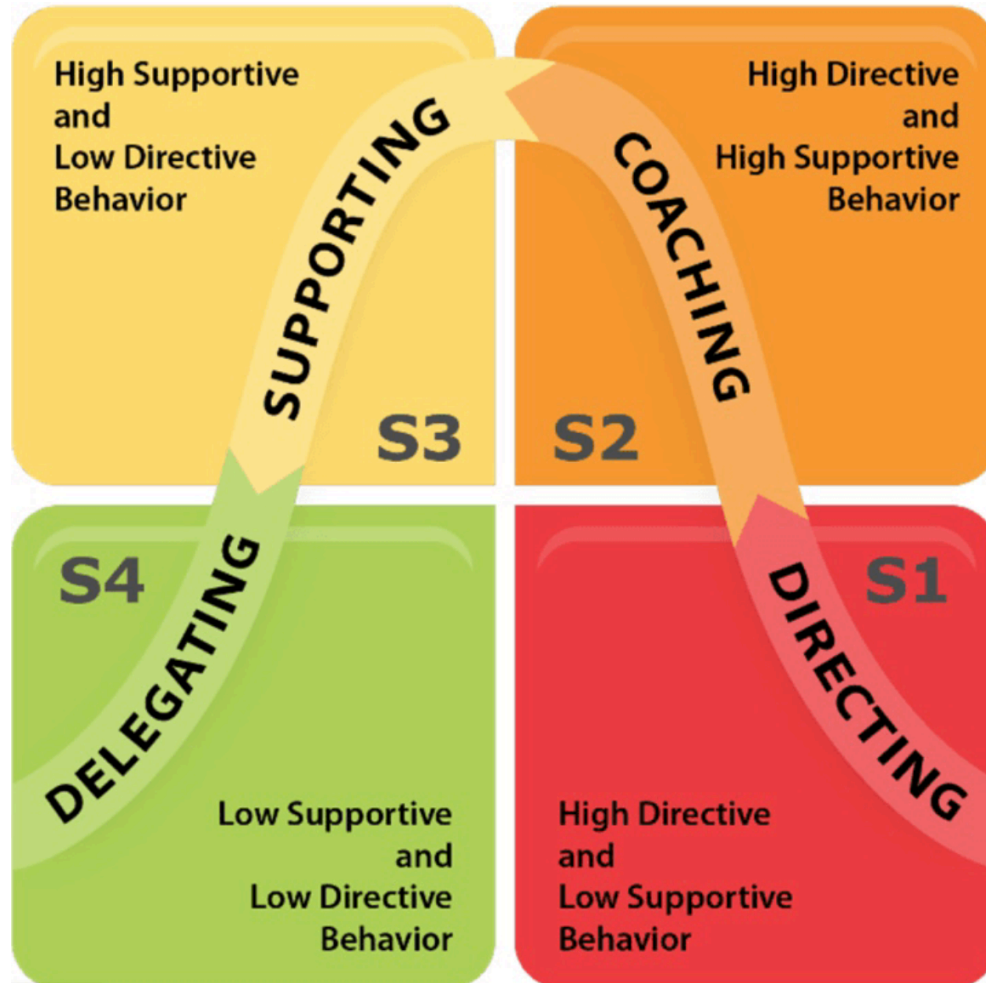 High Supportive
and
Low Directive
Behavior
SUPPORTING
S3
High Directive
and
High Supportive
Behavior
COACHING
S2
S4
DELEGATING
Low Supportive
and
Low Directive
Behavior
S1
DIRECTING
High Directive
and
Low Supportive
Behavior